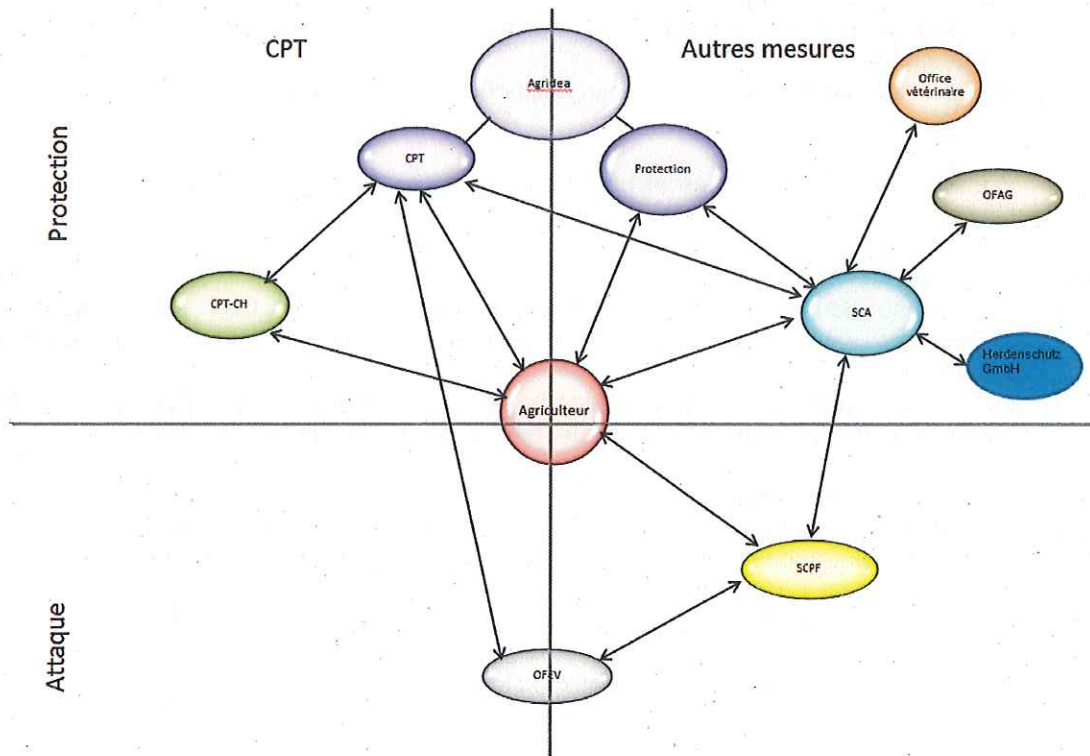 CPT
Autres mesures
Agridea
Office
vétérinaire
CPT
Protection
OFAG
Protection
CPT-CH
SCA
Herdenschutz
GmbH
Agriculteur
SCPF
Attaque
OFEV